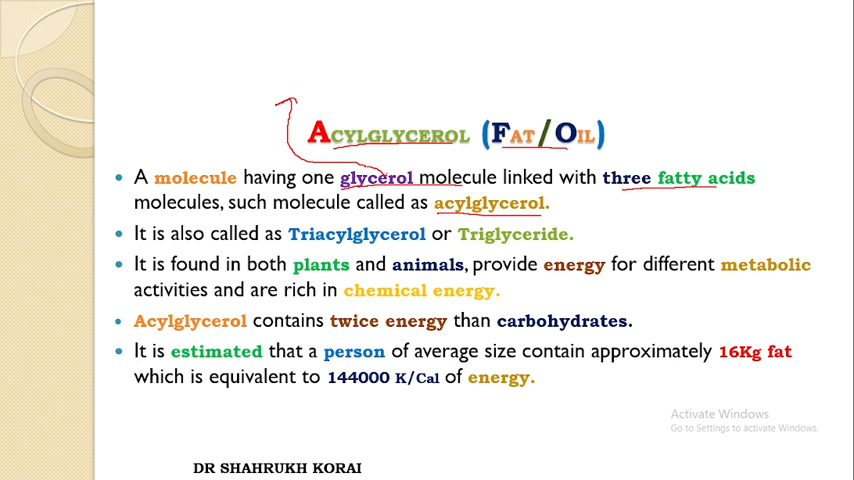 ACYLGLYCEROL (FAT/OIL)
• A molecule having one glycerol molecule linked with three fatty acids
molecules, such molecule called as acylglycerol.
• It is also called as Triacylglycerol or Triglyceride.
• It is found in both plants and animals, provide energy for different metabolic
activities and are rich in chemical energy.
• Acylglycerol contains twice energy than carbohydrates.
• It is estimated that a person of average size contain approximately 16Kg fat
which is equivalent to 144000 K/Cal of energy.
Activate Windows
Go to Settings to activate Windows.
DR SHAHRUKH KORAI